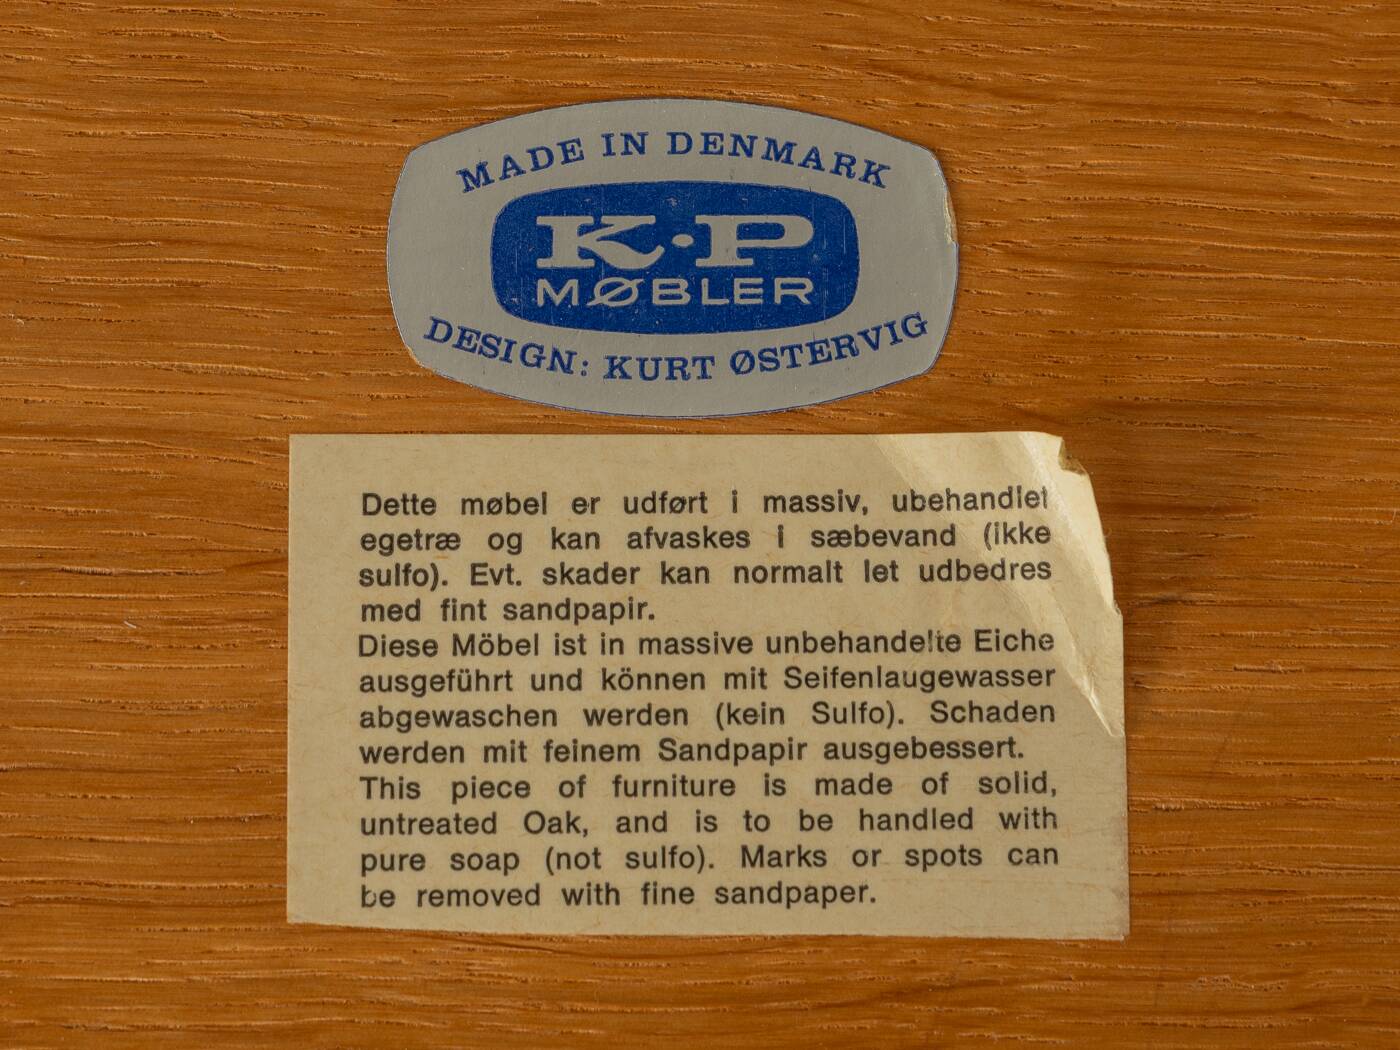 MADE IN DENMARK
K·P
MØBLER
DESIGN: KURT ØSTERVIG
Dette møbel er udført i massiv, ubehandlet
egetræ og kan afvaskes i sæbevand (ikke
sulfo). Evt. skader kan normalt let udbedres
med fint sandpapir.
Diese Möbel ist in massive unbehandelte Eiche
ausgeführt und können mit Seifenlaugewasser
abgewaschen werden (kein Sulfo). Schaden
werden mit feinem Sandpapir ausgebessert.
This piece of furniture is made of solid,
untreated Oak, and is to be handled with
pure soap (not sulfo). Marks or spots can
be removed with fine sandpaper.